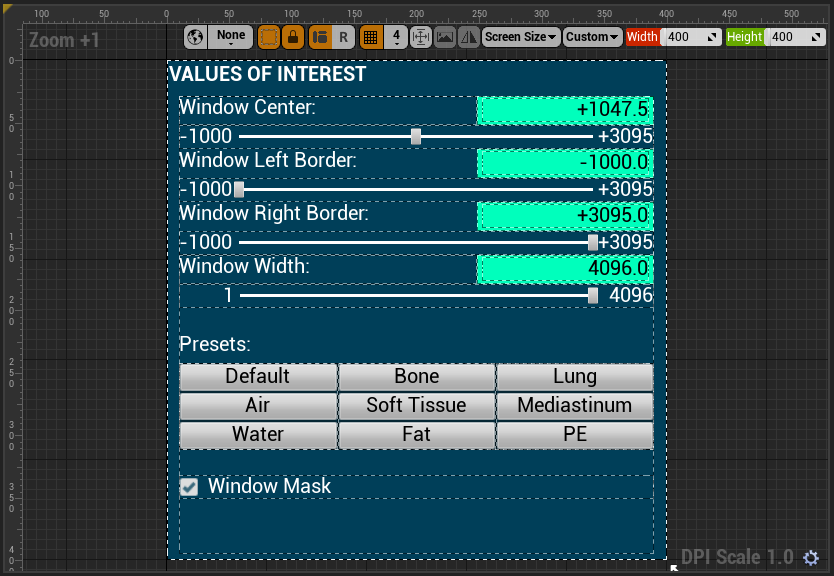 100 50 0 50 100 150 200 250 300 350 400 450 500
Zoom +1
None R 4 Screen Size Custom Width 400 Height 400
0
50
100
150
200
250
300
350
400
VALUES OF INTEREST
Window Center: +1047.5
-1000 +3095
Window Left Border: -1000.0
-1000 +3095
Window Right Border: +3095.0
-1000 +3095
Window Width: 4096.0
1 4096
Presets:
Default Bone Lung
Air Soft Tissue Mediastinum
Water Fat PE
Window Mask
DPI Scale 1.0